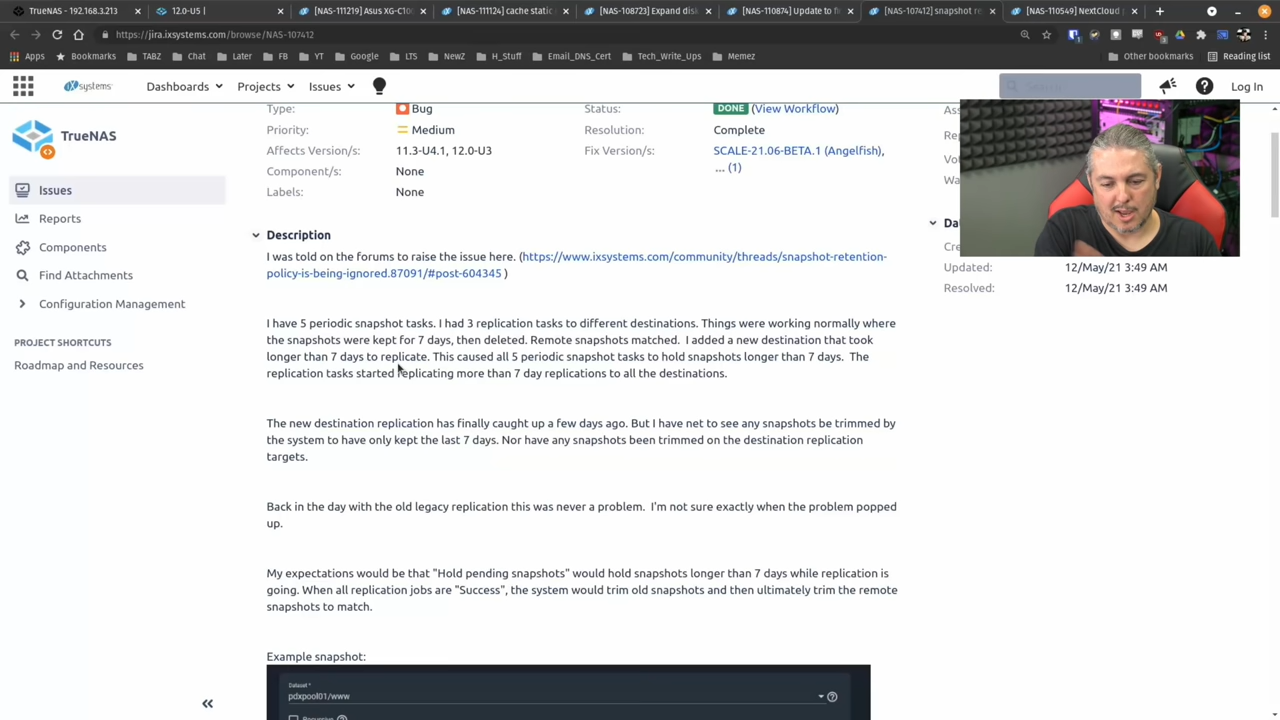 TrueNAS - 192.168.3.213
12.0-U5 |
[NAS-111219] Asus XG-C100
[NAS-111124] cache static
[NAS-108723] Expand disk
[NAS-110874] Update to fi
[NAS-107412] snapshot re
[NAS-110549] NextCloud p
https://jira.ixsystems.com/browse/NAS-107412
Apps
Bookmarks
TABZ
Chat
Later
FB
YT
Google
LTS
NewZ
H_Stuff
Email_DNS_Cert
Tech_Write_Ups
Memez
Other bookmarks
Reading list
iXsystems
Dashboards
Projects
Issues
Log In
TrueNAS
Issues
Reports
Components
Find Attachments
Configuration Management
PROJECT SHORTCUTS
Roadmap and Resources
Type: Bug
Status: DONE (View Workflow)
Priority: Medium
Resolution: Complete
Affects Version/s: 11.3-U4.1, 12.0-U3
Fix Version/s: SCALE-21.06-BETA.1 (Angelfish),
... (1)
Component/s: None
Labels: None
Description
I was told on the forums to raise the issue here. (https://www.ixsystems.com/community/threads/snapshot-retention-
policy-is-being-ignored.87091/#post-604345 )
I have 5 periodic snapshot tasks. I had 3 replication tasks to different destinations. Things were working normally where
the snapshots were kept for 7 days, then deleted. Remote snapshots matched. I added a new destination that took
longer than 7 days to replicate. This caused all 5 periodic snapshot tasks to hold snapshots longer than 7 days. The
replication tasks started replicating more than 7 day replications to all the destinations.
The new destination replication has finally caught up a few days ago. But I have net to see any snapshots be trimmed by
the system to have only kept the last 7 days. Nor have any snapshots been trimmed on the destination replication
targets.
Back in the day with the old legacy replication this was never a problem. I'm not sure exactly when the problem popped
up.
My expectations would be that "Hold pending snapshots" would hold snapshots longer than 7 days while replication is
going. When all replication jobs are "Success", the system would trim old snapshots and then ultimately trim the remote
snapshots to match.
Example snapshot:
Dataset *
pdxpool01/www
Ass
Rep
Vot
Wa
Dat
Cre
Updated: 12/May/21 3:49 AM
Resolved: 12/May/21 3:49 AM